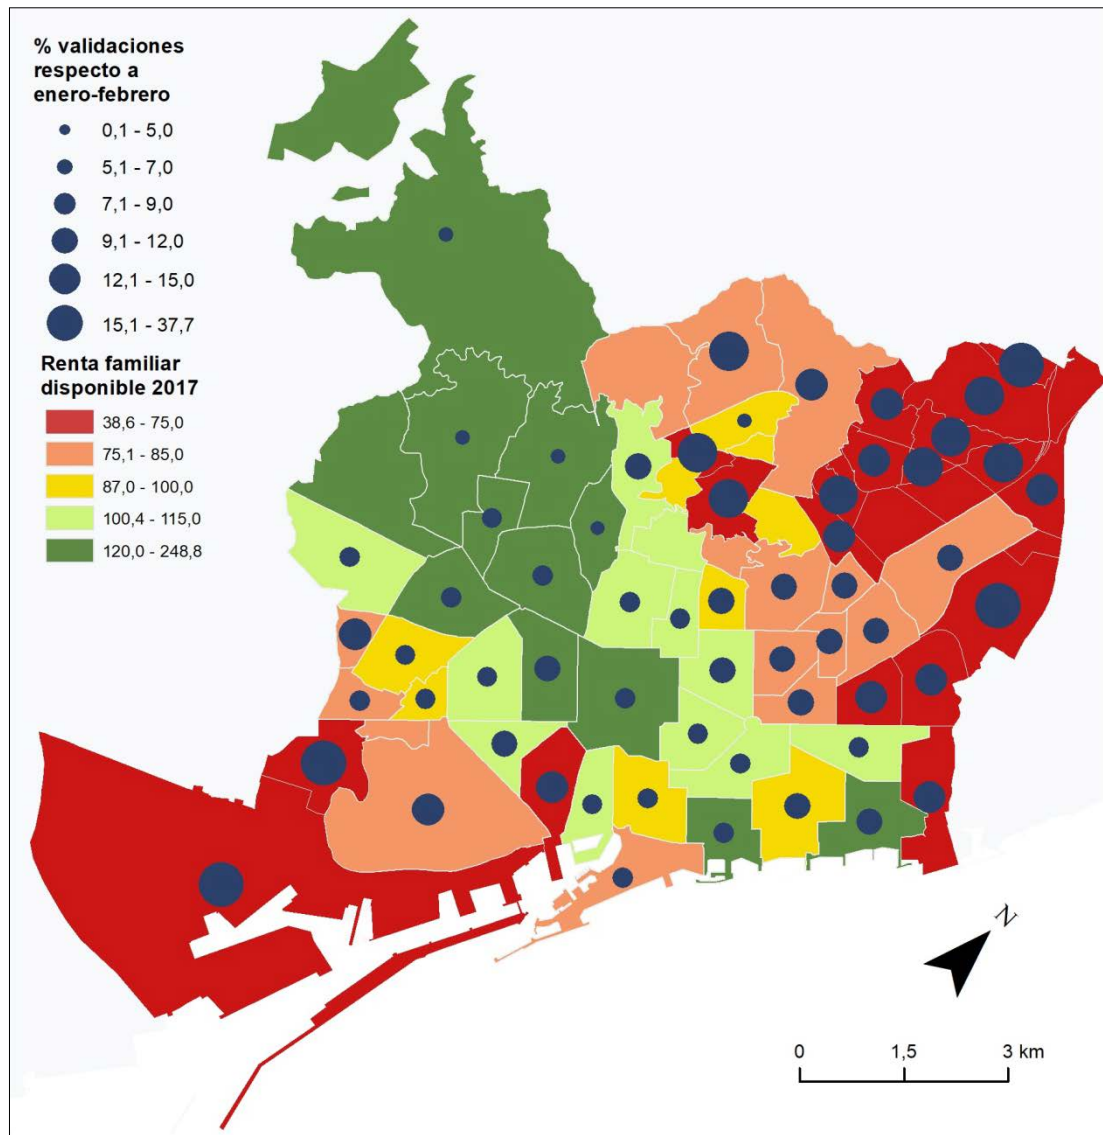 % validaciones
respecto a
enero-febrero
0,1 - 5,0
5,1 - 7,0
7,1 - 9,0
9,1 - 12,0
12,1 - 15,0
15,1 - 37,7
Renta familiar
disponible 2017
38,6 - 75,0
75,1 - 85,0
87,0 - 100,0
100,4 - 115,0
120,0 - 248,8
N
0 1,5 3 km